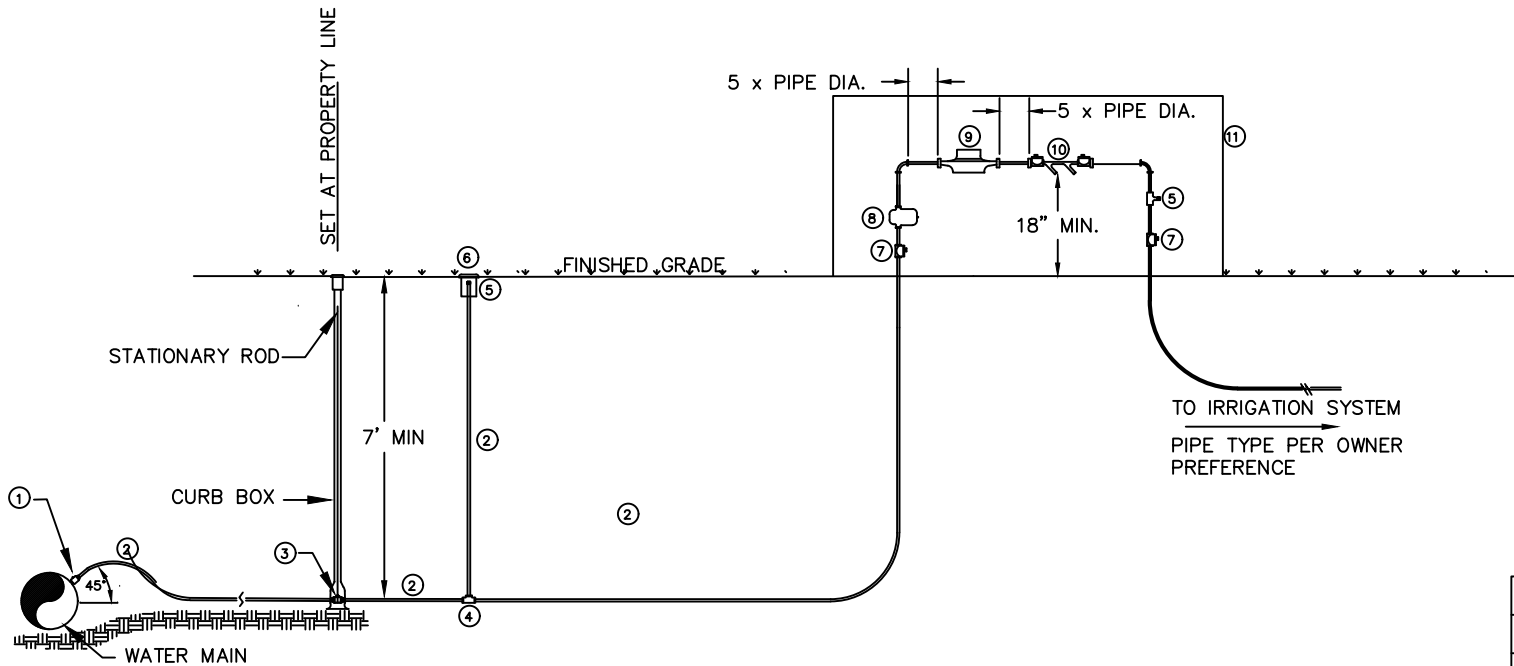 SET AT PROPERTY LINE
5 x PIPE DIA.
5 x PIPE DIA.
9
10
11
8
18" MIN.
5
7
7
6
FINISHED GRADE
5
STATIONARY ROD
7' MIN
2
CURB BOX
2
1
2
3
45°
2
4
WATER MAIN
TO IRRIGATION SYSTEM
PIPE TYPE PER OWNER
PREFERENCE